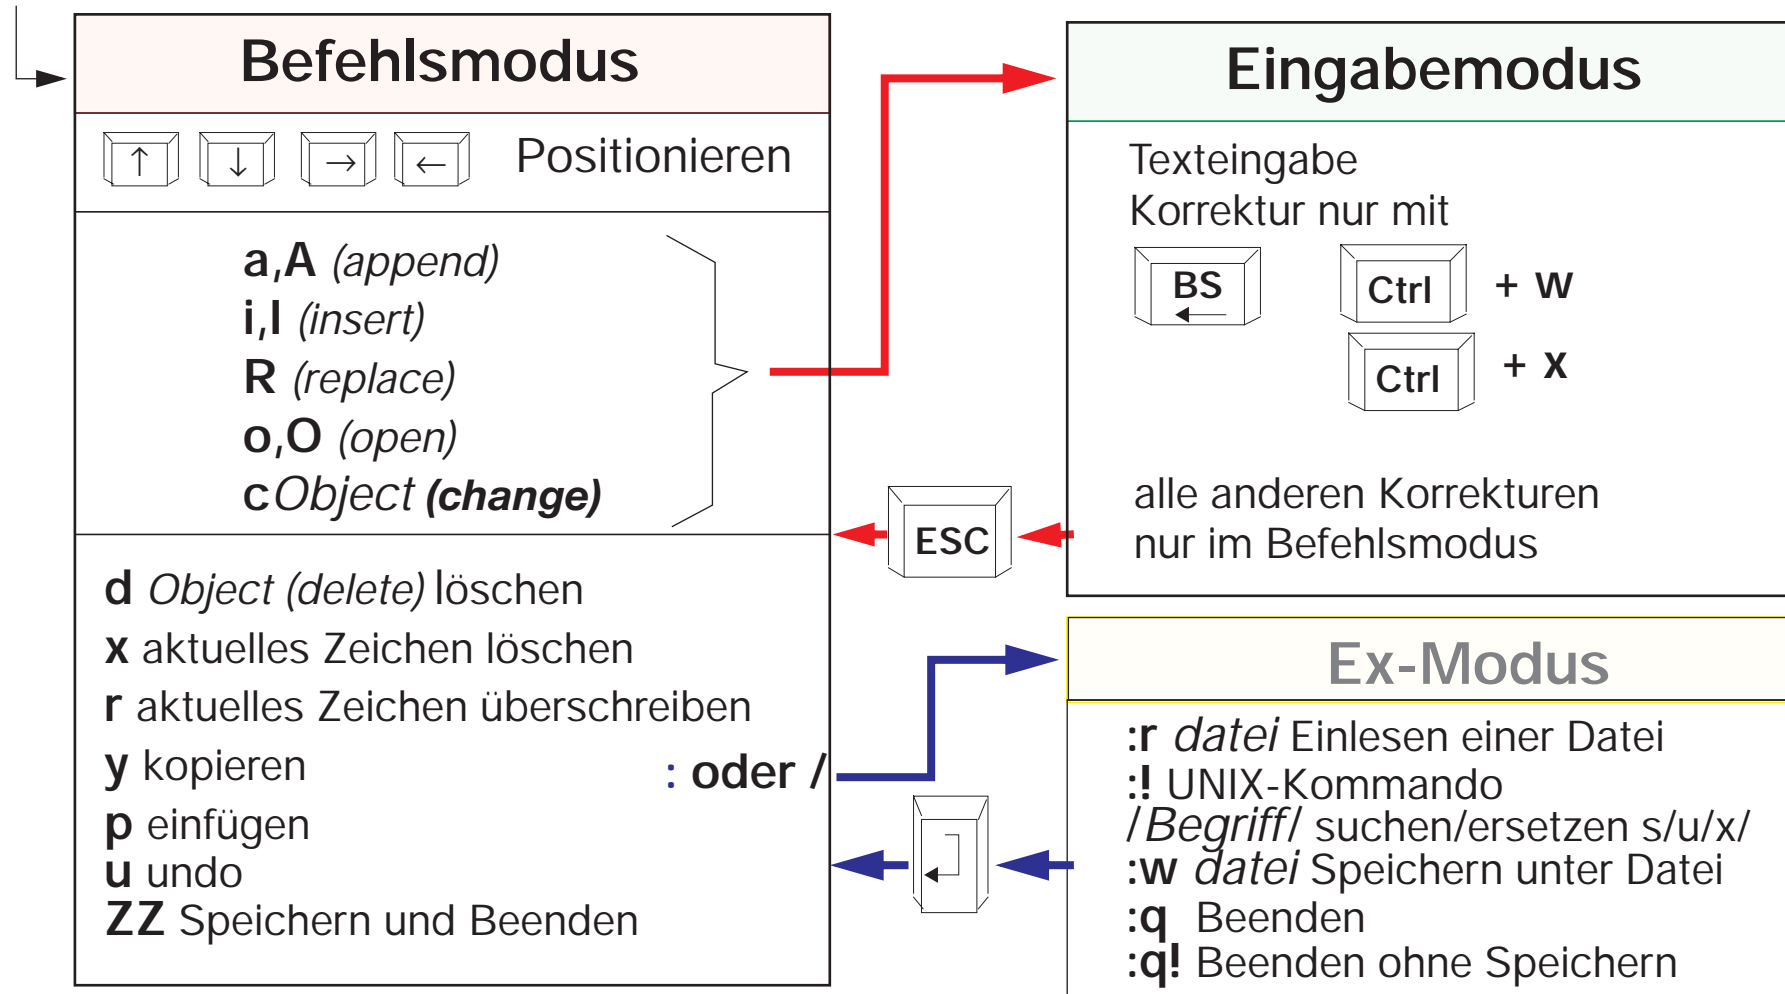 Befehlsmodus
↑ ↓ → ← Positionieren
a,A (append)
i,I (insert)
R (replace)
o,O (open)
cObject (change)
d Object (delete) löschen
x aktuelles Zeichen löschen
r aktuelles Zeichen überschreiben
y kopieren
p einfügen
u undo
ZZ Speichern und Beenden
: oder /
ESC
Eingabemodus
Texteingabe
Korrektur nur mit
BS Ctrl + w
Ctrl + x
alle anderen Korrekturen
nur im Befehlsmodus
Ex-Modus
:r datei Einlesen einer Datei
:! UNIX-Kommando
/Begriff/ suchen/ersetzen s/u/x/
:w datei Speichern unter Datei
:q Beenden
:q! Beenden ohne Speichern